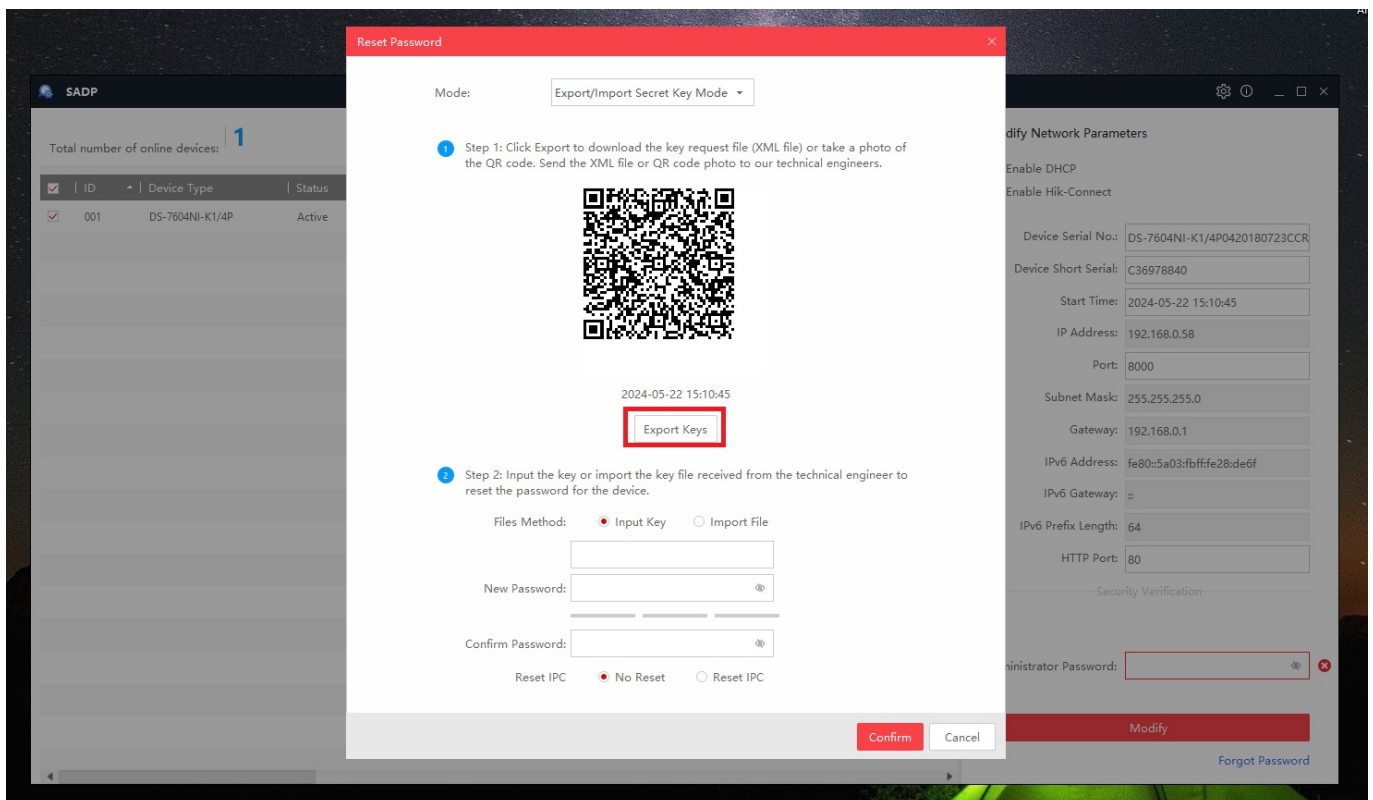 Reset Password
Mode: Export/Import Secret Key Mode
1 Step 1: Click Export to download the key request file (XML file) or take a photo of
the QR code. Send the XML file or QR code photo to our technical engineers.
2024-05-22 15:10:45
Export Keys
2 Step 2: Input the key or import the key file received from the technical engineer to
reset the password for the device.
Files Method: Input Key Import File
New Password:
Confirm Password:
Reset IPC No Reset Reset IPC
Confirm Cancel
SADP
Total number of online devices: 1
ID Device Type Status
001 DS-7604NI-K1/4P Active
dify Network Parameters
Enable DHCP
Enable Hik-Connect
Device Serial No.: DS-7604NI-K1/4P0420180723CCR
Device Short Serial: C36978840
Start Time: 2024-05-22 15:10:45
IP Address: 192.168.0.58
Port: 8000
Subnet Mask: 255.255.255.0
Gateway: 192.168.0.1
IPv6 Address: fe80::5a03:fbff:fe28:de6f
IPv6 Gateway: ::
IPv6 Prefix Length: 64
HTTP Port: 80
Security Verification
ninistrator Password:
Modify
Forgot Password